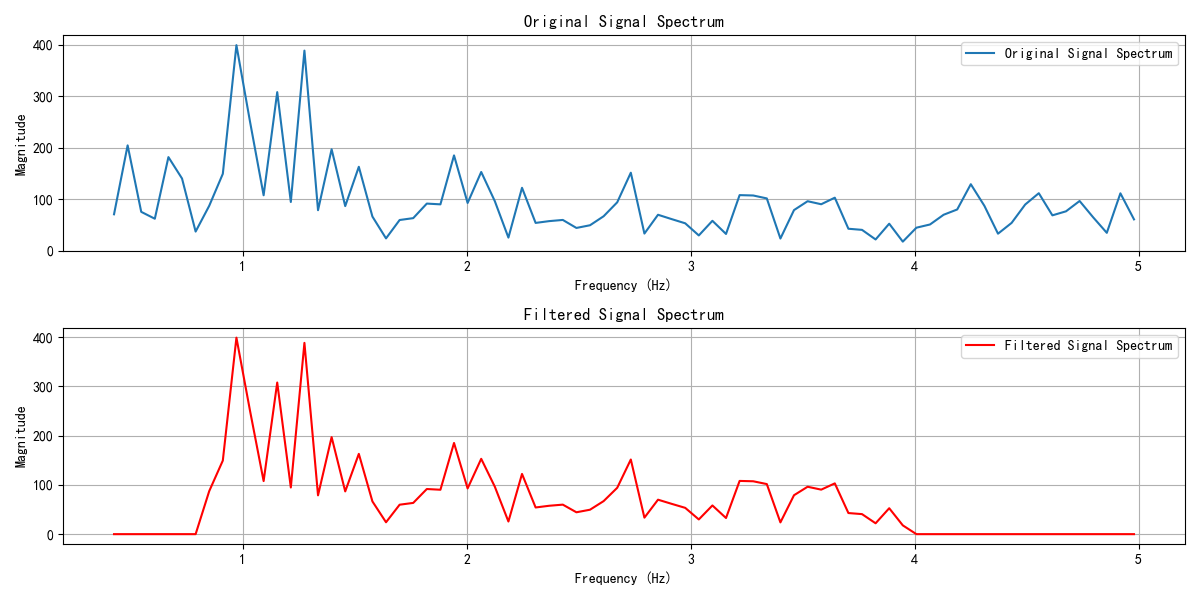 Original Signal Spectrum
400
300
200
100
0
Magnitude
Original Signal Spectrum
1
2
3
4
5
Frequency (Hz)
Filtered Signal Spectrum
400
300
200
100
0
Magnitude
Filtered Signal Spectrum
1
2
3
4
5
Frequency (Hz)